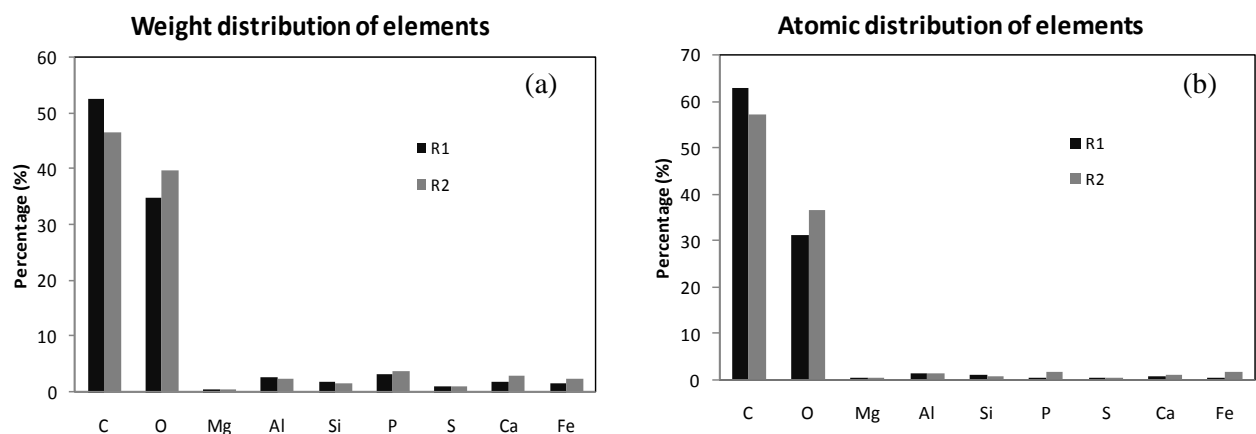 Weight distribution of elements
(a)
60
50
40
30
20
10
0
Percentage (%)
R1
R2
C O Mg Al Si P S Ca Fe
Atomic distribution of elements
(b)
70
60
50
40
30
20
10
0
Percentage (%)
R1
R2
C O Mg Al Si P S Ca Fe